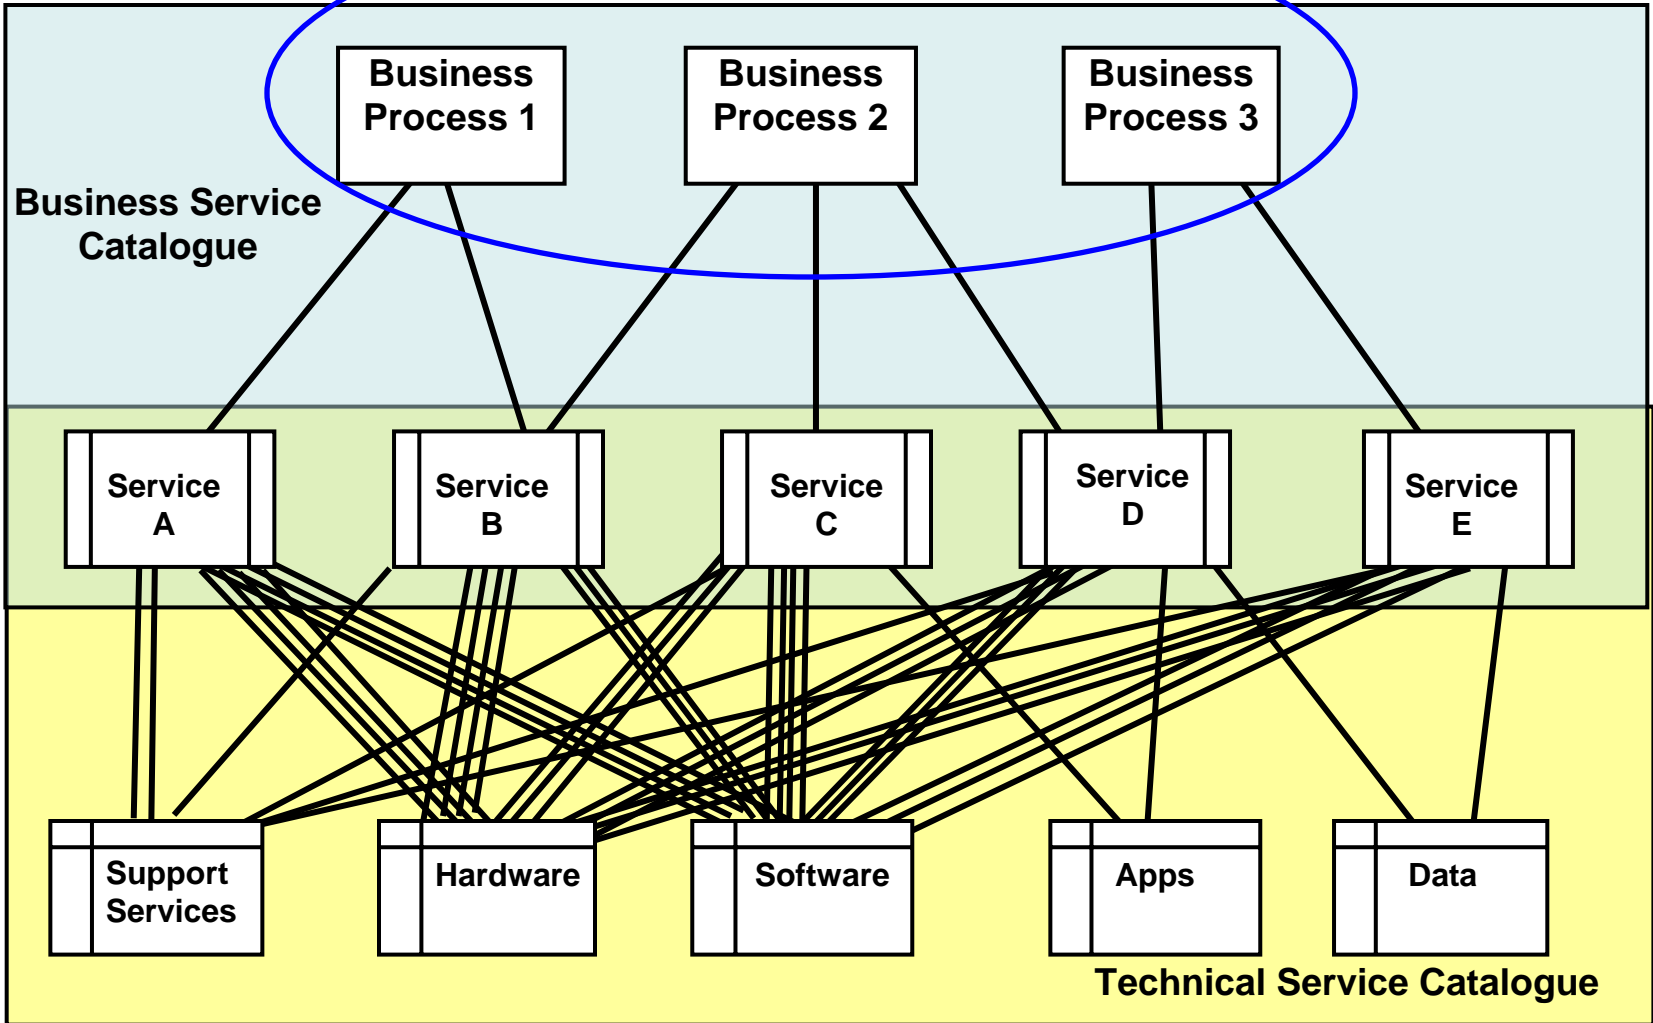 Business
Process 1
Business
Process 2
Business
Process 3
Business Service
Catalogue
Service
A
Service
B
Service
C
Service
D
Service
E
Support
Services
Hardware
Software
Apps
Data
Technical Service Catalogue